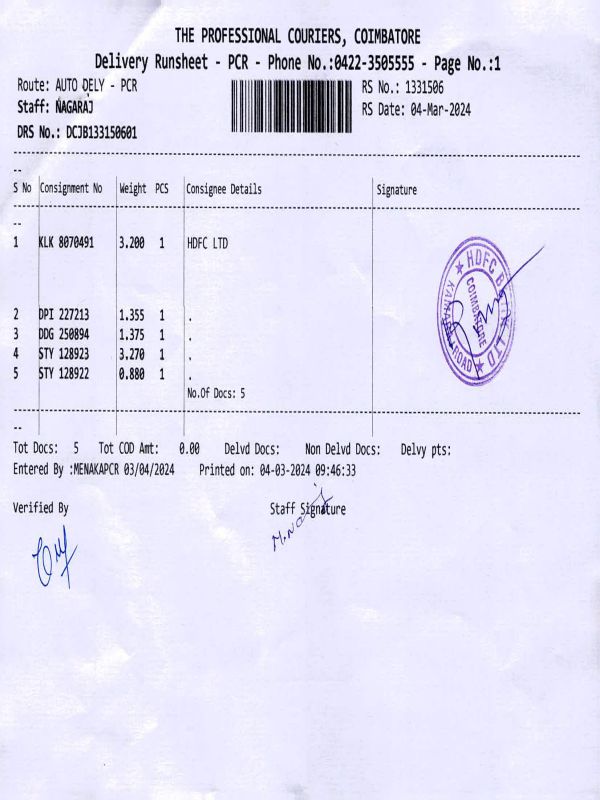 THE PROFESSIONAL COURIERS, COIMBATORE
Delivery Runsheet - PCR - Phone No.:0422-3505555 - Page No.:1
Route: AUTO DELY - PCR RS No.: 1331506
Staff: NAGARAJ RS Date: 04-Mar-2024
DRS No.: DCJB133150601
--
S No Consignment No Weight PCS Consignee Details Signature
--
1 KLK 8070491 3.200 1 HDFC LTD
HDFC BANK LTD
COIMBATORE
ROAD
2 DPI 227213 1.355 1 .
3 DDG 250894 1.375 1 .
4 STY 128923 3.270 1 .
5 STY 128922 0.880 1 .
No.Of Docs: 5
--
Tot Docs: 5 Tot COD Amt: 0.00 Delvd Docs: Non Delvd Docs: Delvy pts:
Entered By :MENAKAPCR 03/04/2024 Printed on: 04-03-2024 09:46:33
Verified By Staff Signature